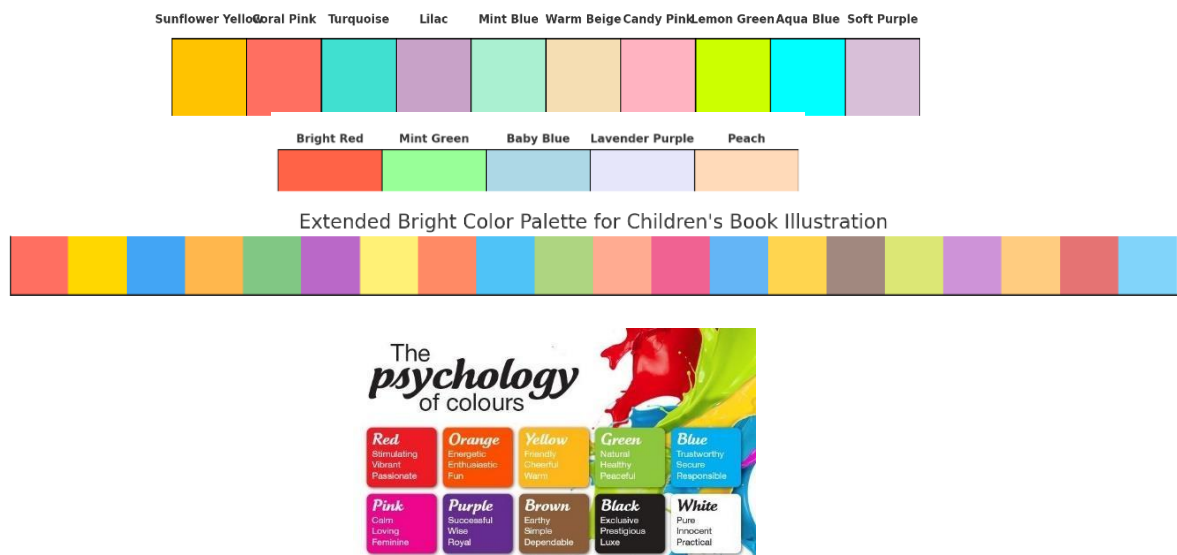 Sunflower Yellow Coral Pink Turquoise Lilac Mint Blue Warm Beige Candy Pink Lemon Green Aqua Blue Soft Purple
Bright Red Mint Green Baby Blue Lavender Purple Peach
Extended Bright Color Palette for Children's Book Illustration
The
psychology
of colours
Red
Stimulating
Vibrant
Passionate
Orange
Energetic
Enthusiastic
Fun
Yellow
Friendly
Cheerful
Warm
Green
Natural
Healthy
Peaceful
Blue
Trustworthy
Secure
Responsible
Pink
Calm
Loving
Feminine
Purple
Successful
Wise
Royal
Brown
Earthy
Simple
Dependable
Black
Exclusive
Prestigious
Luxe
White
Pure
Innocent
Practical